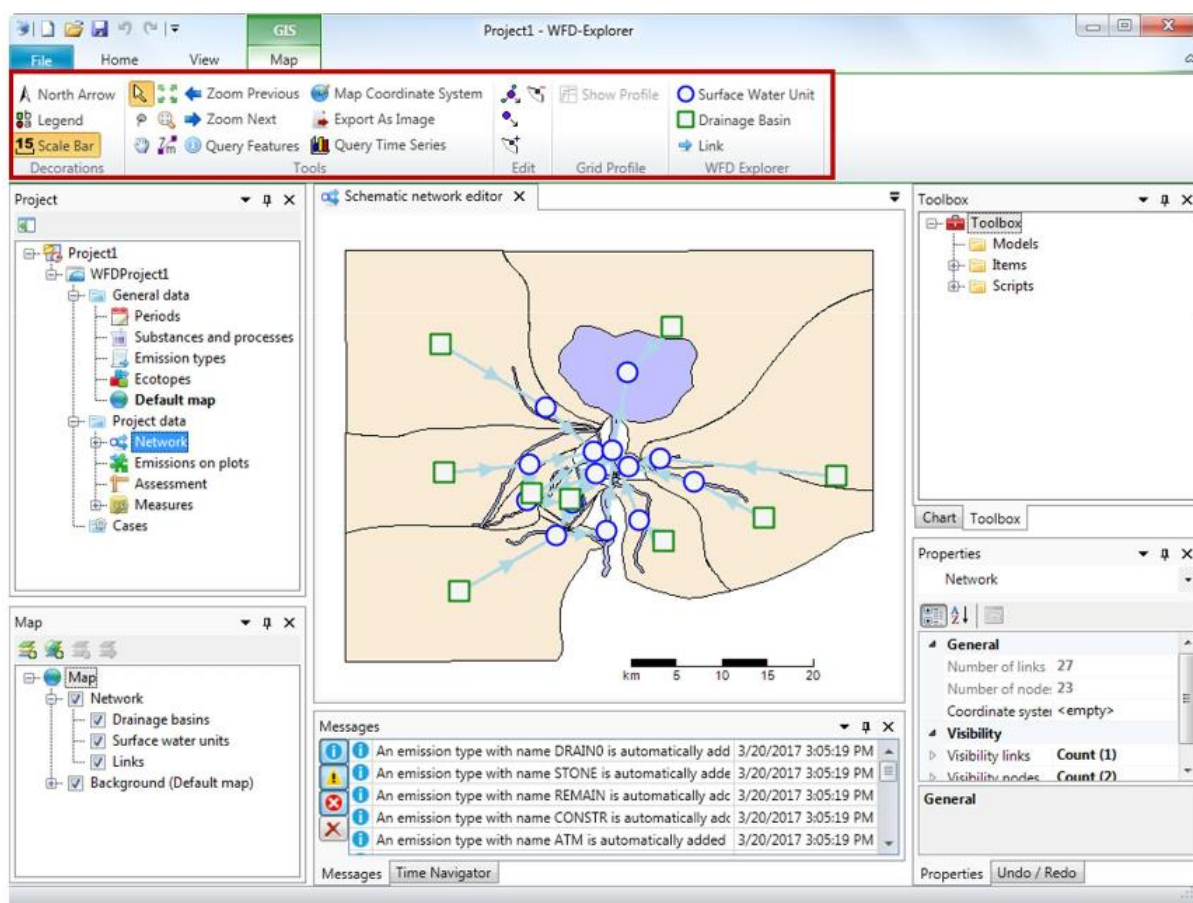 Project1 - WFD-Explorer
GIS
File Home View Map
North Arrow Zoom Previous Map Coordinate System Show Profile Surface Water Unit
Legend Zoom Next Export As Image Drainage Basin
15 Scale Bar Query Features Query Time Series Link
Decorations Tools Edit Grid Profile WFD Explorer
Project
Project1
WFDProject1
General data
Periods
Substances and processes
Emission types
Ecotopes
Default map
Project data
Network
Emissions on plots
Assessment
Measures
Cases
Map
Map
Network
Drainage basins
Surface water units
Links
Background (Default map)
Schematic network editor
km 5 10 15 20
Messages
An emission type with name DRAIN0 is automatically add 3/20/2017 3:05:19 PM
An emission type with name STONE is automatically adde 3/20/2017 3:05:19 PM
An emission type with name REMAIN is automatically adc 3/20/2017 3:05:19 PM
An emission type with name CONSTR is automatically adc 3/20/2017 3:05:19 PM
An emission type with name ATM is automatically added 3/20/2017 3:05:19 PM
Messages Time Navigator
Toolbox
Toolbox
Models
Items
Scripts
Chart Toolbox
Properties
Network
General
Number of links 27
Number of node: 23
Coordinate syster <empty>
Visibility
Visibility links Count (1)
Visibility nodes Count (2)
General
Properties Undo / Redo